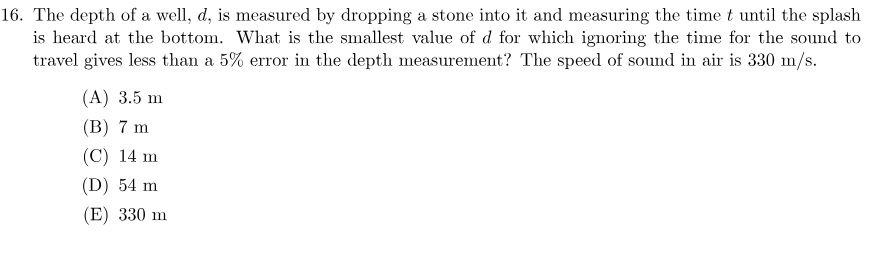 16. The depth of a well, d, is measured by dropping a stone into it and measuring the time t until the splash
is heard at the bottom. What is the smallest value of d for which ignoring the time for the sound to
travel gives less than a 5% error in the depth measurement? The speed of sound in air is 330 m/s.
(A) 3.5 m
(B) 7 m
(C) 14 m
(D) 54 m
(E) 330 m